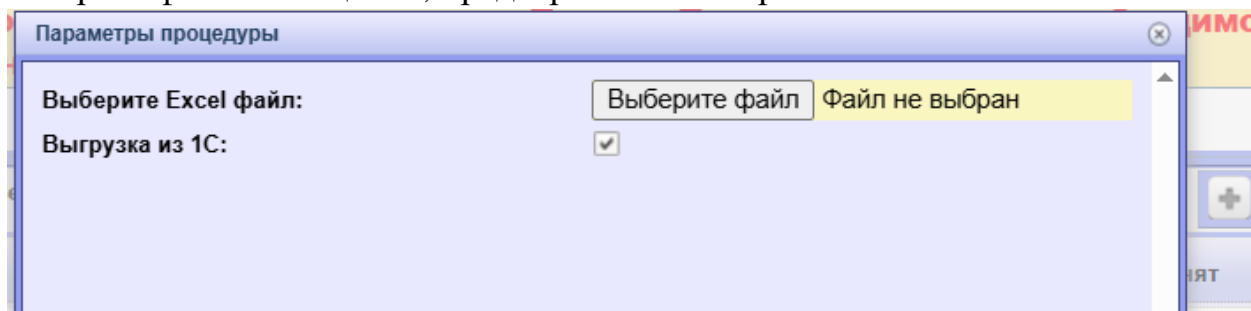 Параметры процедуры
Выберите Excel файл:
Выберите файл Файл не выбран
Выгрузка из 1С: